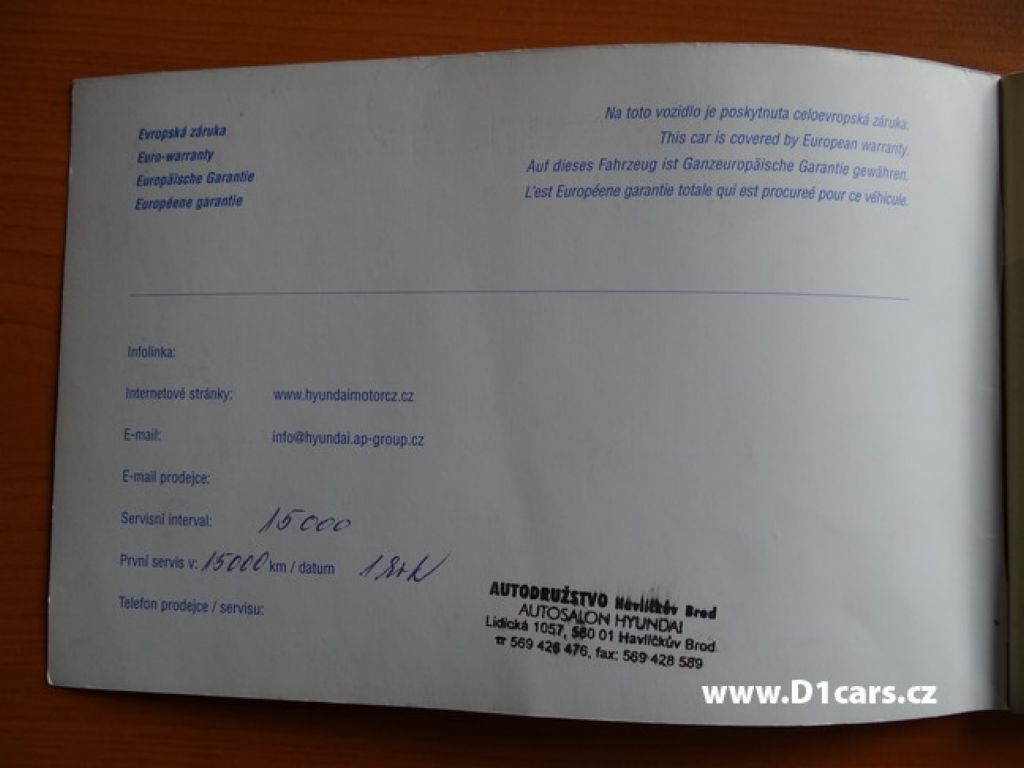 Evropská záruka
Euro-warranty
Europäische Garantie
Européene garantie
Na toto vozidlo je poskytnuta celoevropská záruka.
This car is covered by European warranty.
Auf dieses Fahrzeug ist Ganzeuropäische Garantie gewähren.
L'est Européene garantie totale qui est procureé pour ce véhicule.
Infolinka:
Internetové stránky: www.hyundaimotorcz.cz
E-mail: info@hyundai.ap-group.cz
E-mail prodejce:
Servisní interval: 15000
První servis v: 15000 km / datum 1 rok
Telefon prodejce / servisu:
AUTODRUŽSTVO Havlíčkův Brod
AUTOSALON HYUNDAI
Lidická 1057, 580 01 Havlíčkův Brod
☎ 569 426 476, fax: 569 428 589
www.D1cars.cz